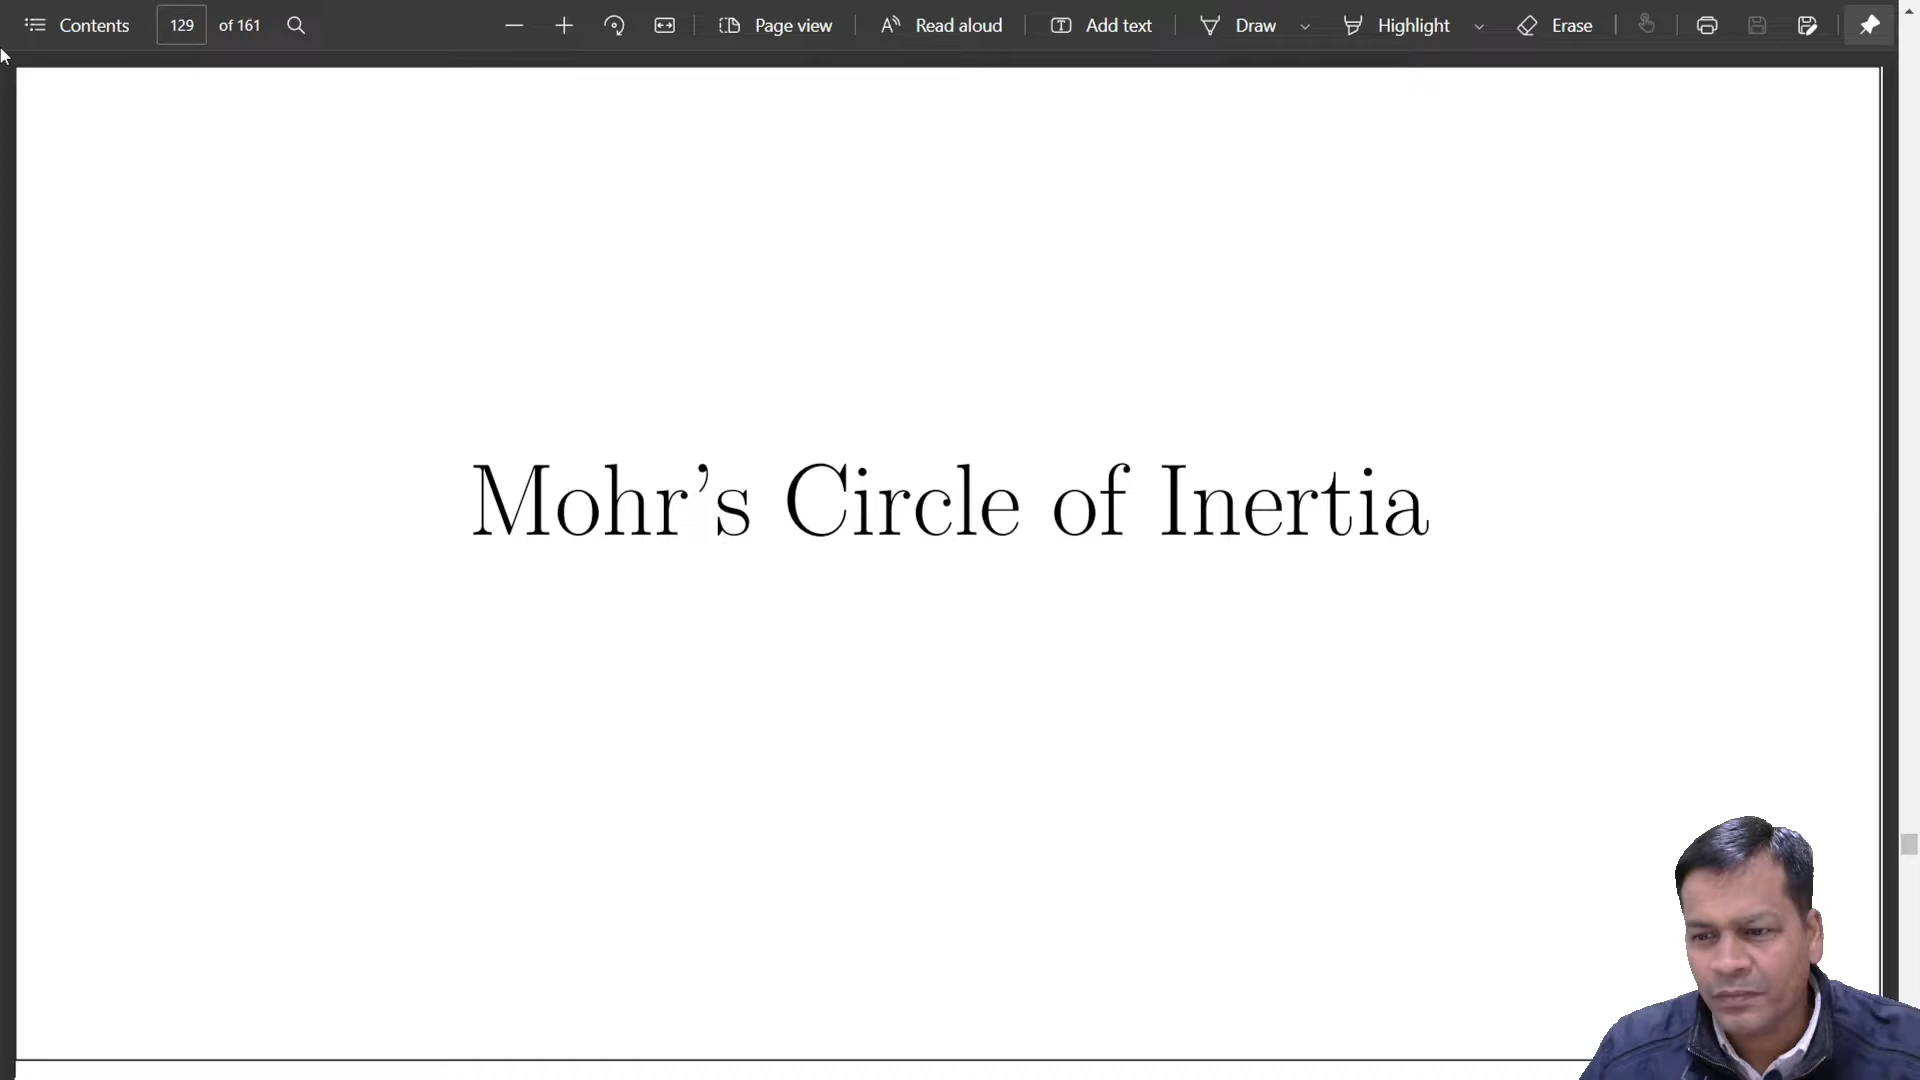 Contents 129 of 161 Page view Read aloud Add text Draw Highlight Erase
Mohr's Circle of Inertia